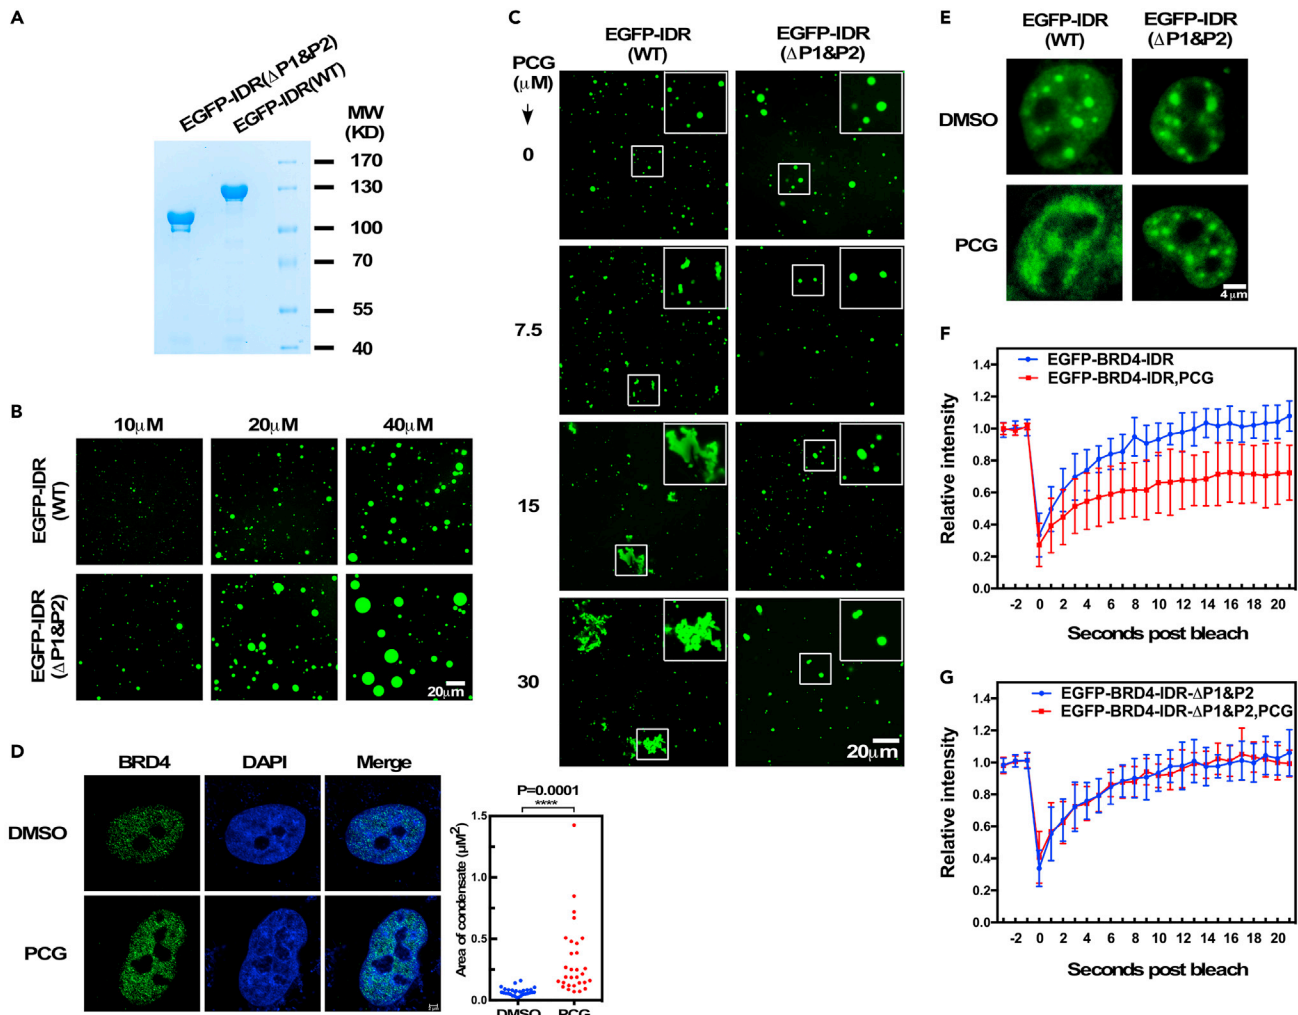 A
EGFP-IDR(ΔP1&P2)
EGFP-IDR(WT)
MW
(KD)
170
130
100
70
55
40
B
10μm
20μm
40μm
EGFP-IDR
(WT)
EGFP-IDR
(ΔP1&P2)
20μm
C
PCG
(μM)
EGFP-IDR
(WT)
EGFP-IDR
(ΔP1&P2)
0
7.5
15
30
20μm
D
BRD4
DAPI
Merge
DMSO
PCG
P=0.0001
****
Area of condensate (μM²)
1.5
1.0
0.5
0.0
DMSO
PCG
E
EGFP-IDR
(WT)
EGFP-IDR
(ΔP1&P2)
DMSO
PCG
4 μm
F
EGFP-BRD4-IDR
EGFP-BRD4-IDR,PCG
Relative intensity
1.4
1.2
1.0
0.8
0.6
0.4
0.2
0.0
-2 0 2 4 6 8 10 12 14 16 18 20
Seconds post bleach
G
EGFP-BRD4-IDR-ΔP1&P2
EGFP-BRD4-IDR-ΔP1&P2,PCG
Relative intensity
1.4
1.2
1.0
0.8
0.6
0.4
0.2
0.0
-2 0 2 4 6 8 10 12 14 16 18 20
Seconds post bleach